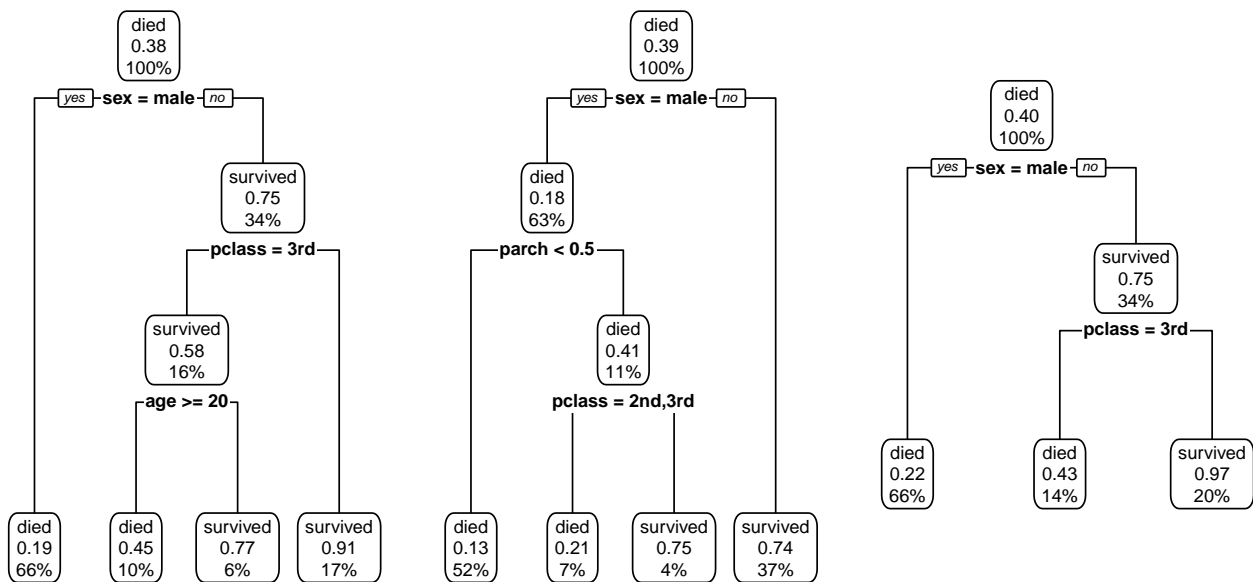 died
0.38
100%
yes sex = male no
survived
0.75
34%
pclass = 3rd
survived
0.58
16%
age >= 20
died
0.19
66%
died
0.45
10%
survived
0.77
6%
survived
0.91
17%
died
0.39
100%
yes sex = male no
died
0.18
63%
parch < 0.5
died
0.41
11%
pclass = 2nd,3rd
died
0.13
52%
died
0.21
7%
survived
0.75
4%
survived
0.74
37%
died
0.40
100%
yes sex = male no
survived
0.75
34%
pclass = 3rd
died
0.22
66%
died
0.43
14%
survived
0.97
20%